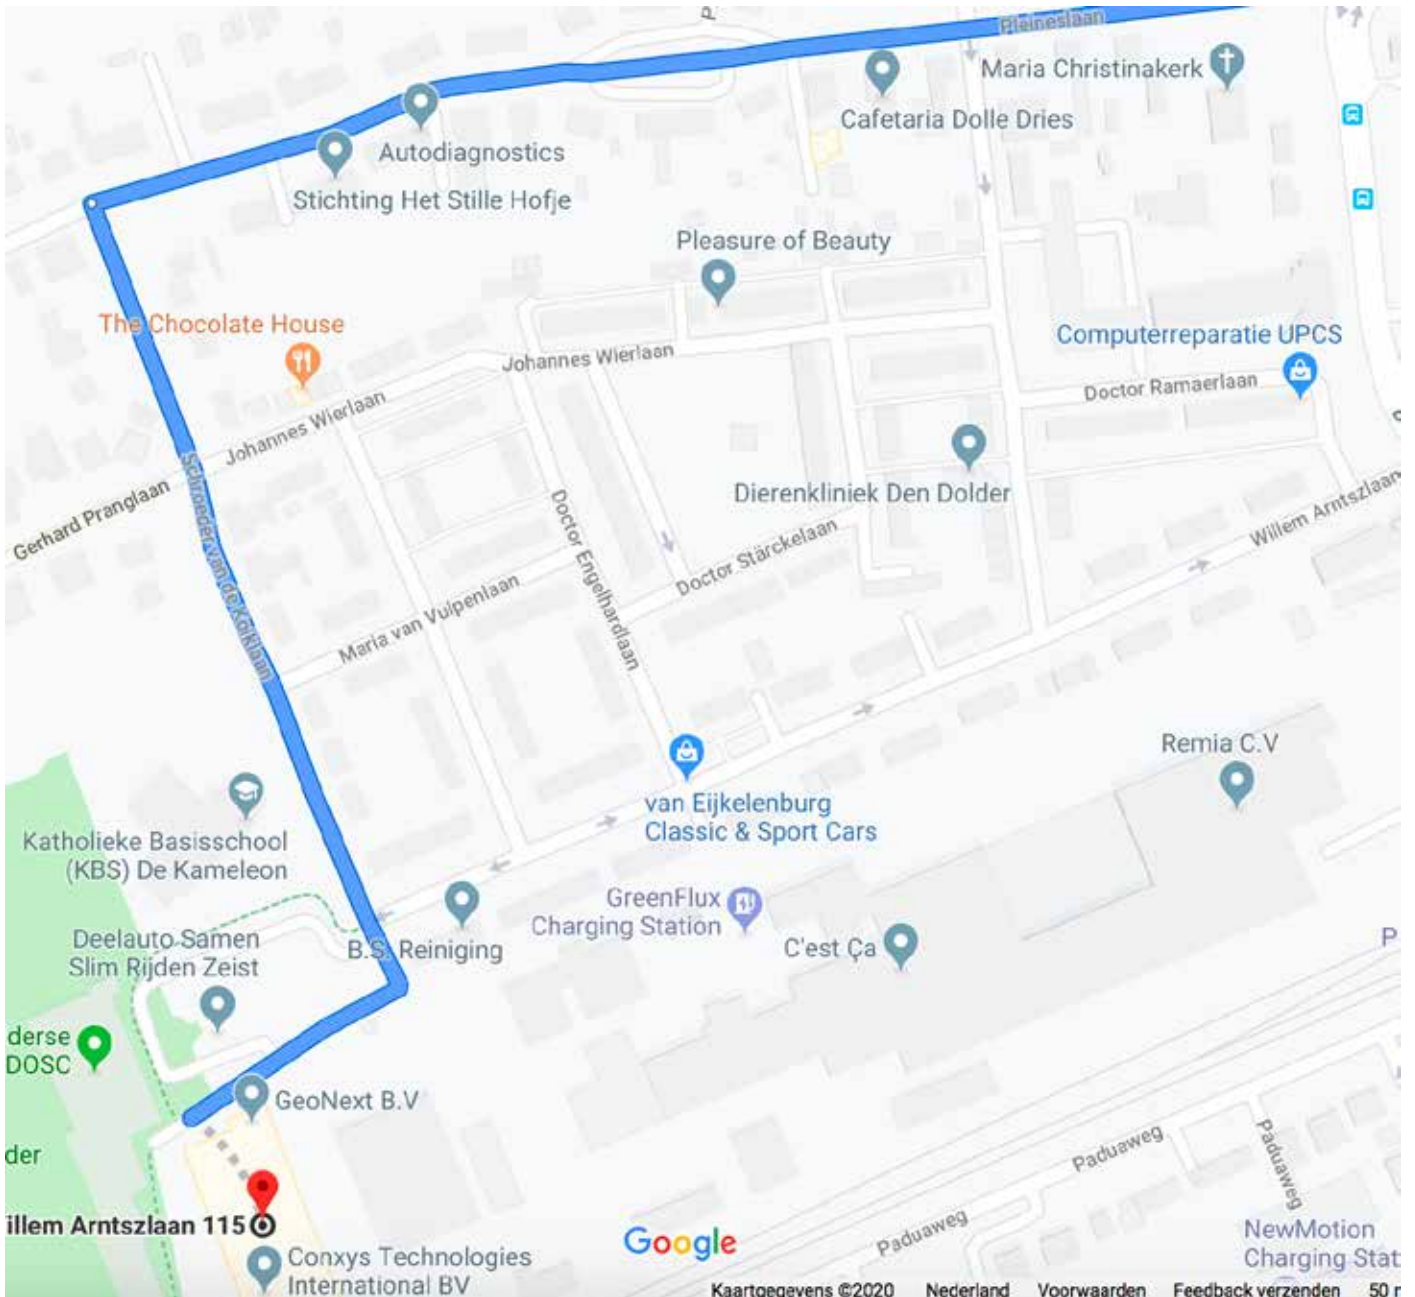 P
Pleineslaan
Maria Christinakerk
Cafetaria Dolle Dries
Autodiagnostics
Stichting Het Stille Hofje
Pleasure of Beauty
The Chocolate House
Johannes Wierlaan
Computerreparatie UPCS
Doctor Ramaerlaan
Johannes Wierlaan
Gerhard Pranglaan
Schroeder van de Kolklaan
Dierenkliniek Den Dolder
Doctor Engelhardlaan
Doctor Stärckelaan
Willem Arntszlaan
Maria van Vulpenlaan
Remia C.V
van Eijkelenburg
Classic & Sport Cars
Katholieke Basisschool
(KBS) De Kameleon
GreenFlux
Charging Station
Deelauto Samen
Slim Rijden Zeist
B.S. Reiniging
C'est Ça
P
derse
DOSC
GeoNext B.V
der
Paduaweg
Paduaweg
illem Arntszlaan 115
Paduaweg
Google
NewMotion
Charging Stat
Conxys Technologies
International BV
Kaartgegevens ©2020 Nederland Voorwaarden Feedback verzenden 50